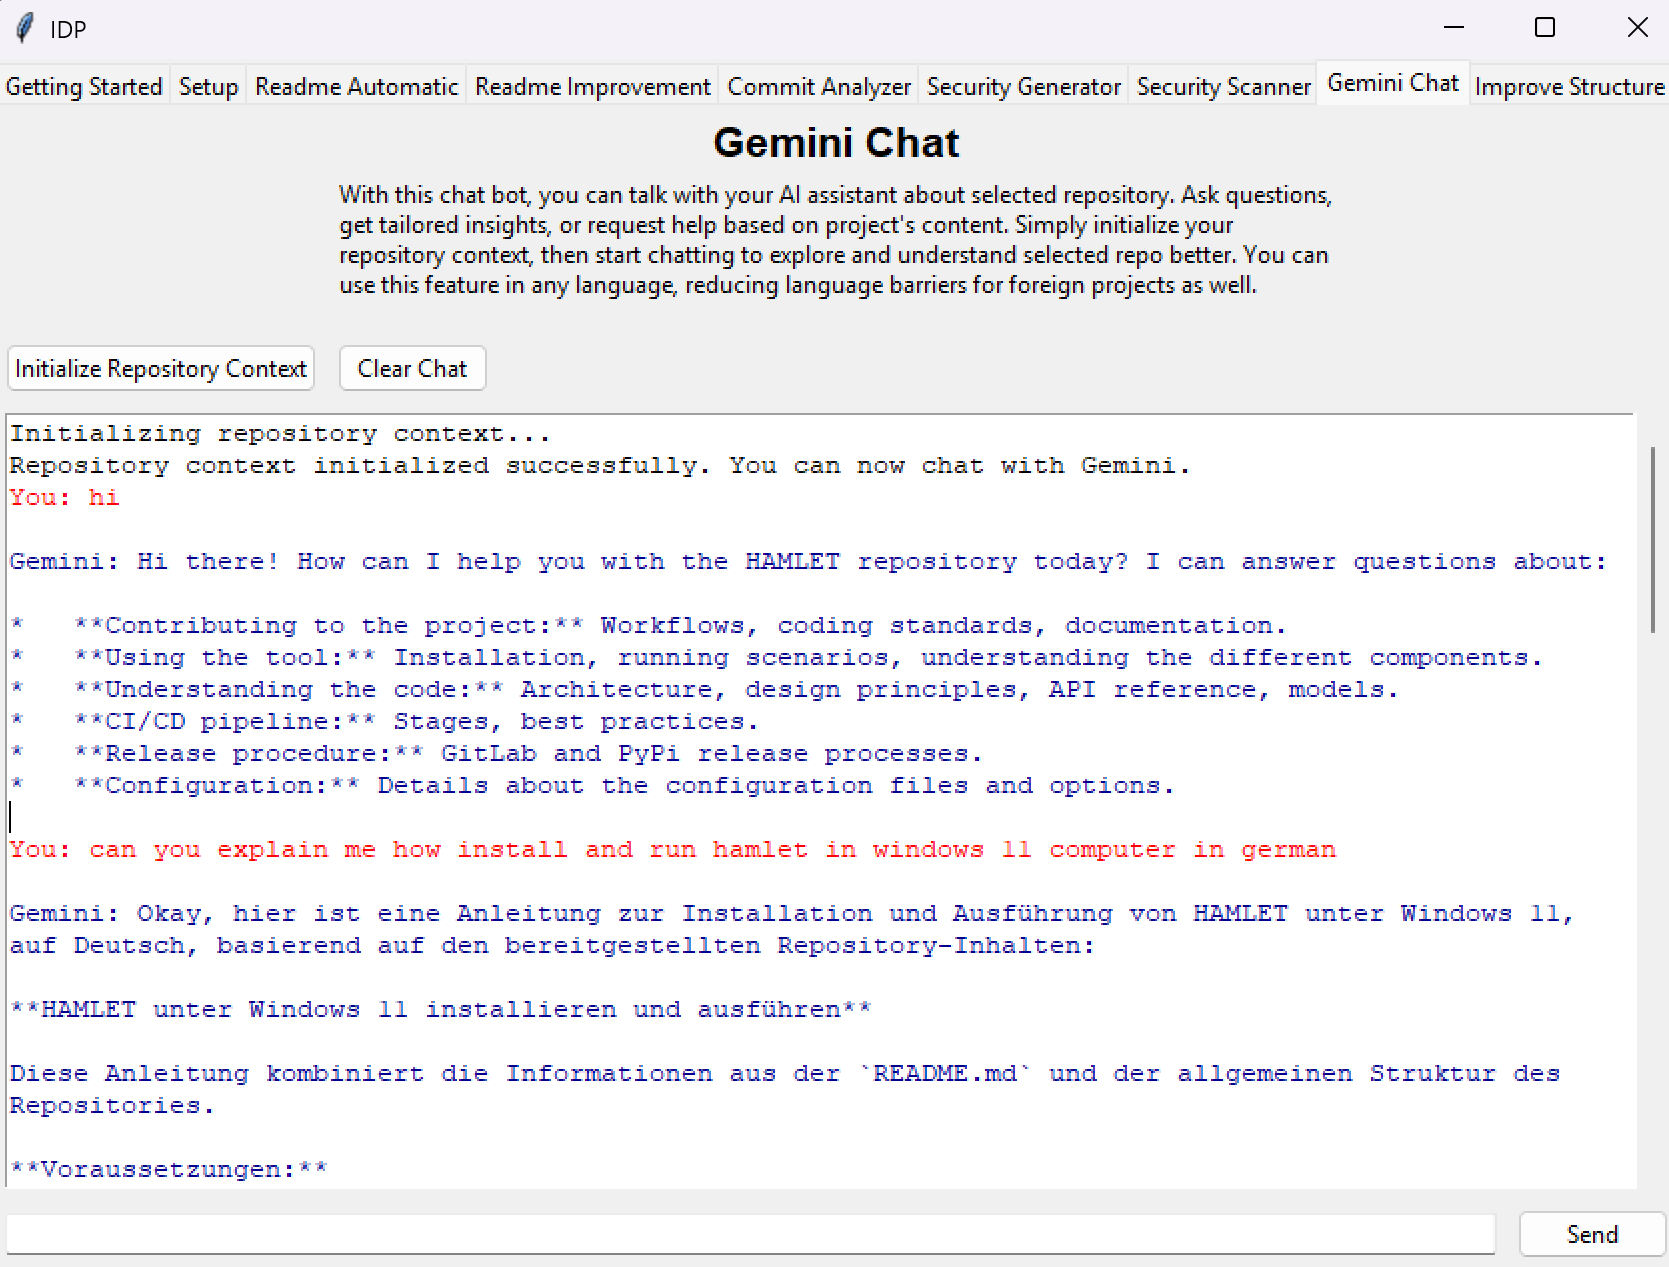 IDP
Getting Started Setup Readme Automatic Readme Improvement Commit Analyzer Security Generator Security Scanner Gemini Chat Improve Structure
Gemini Chat
With this chat bot, you can talk with your AI assistant about selected repository. Ask questions,
get tailored insights, or request help based on project's content. Simply initialize your
repository context, then start chatting to explore and understand selected repo better. You can
use this feature in any language, reducing language barriers for foreign projects as well.
Initialize Repository Context Clear Chat
Initializing repository context...
Repository context initialized successfully. You can now chat with Gemini.
You: hi
Gemini: Hi there! How can I help you with the HAMLET repository today? I can answer questions about:
*   **Contributing to the project:** Workflows, coding standards, documentation.
*   **Using the tool:** Installation, running scenarios, understanding the different components.
*   **Understanding the code:** Architecture, design principles, API reference, models.
*   **CI/CD pipeline:** Stages, best practices.
*   **Release procedure:** GitLab and PyPi release processes.
*   **Configuration:** Details about the configuration files and options.
You: can you explain me how install and run hamlet in windows 11 computer in german
Gemini: Okay, hier ist eine Anleitung zur Installation und Ausführung von HAMLET unter Windows 11,
auf Deutsch, basierend auf den bereitgestellten Repository-Inhalten:
**HAMLET unter Windows 11 installieren und ausführen**
Diese Anleitung kombiniert die Informationen aus der `README.md` und der allgemeinen Struktur des
Repositories.
**Voraussetzungen:**
Send